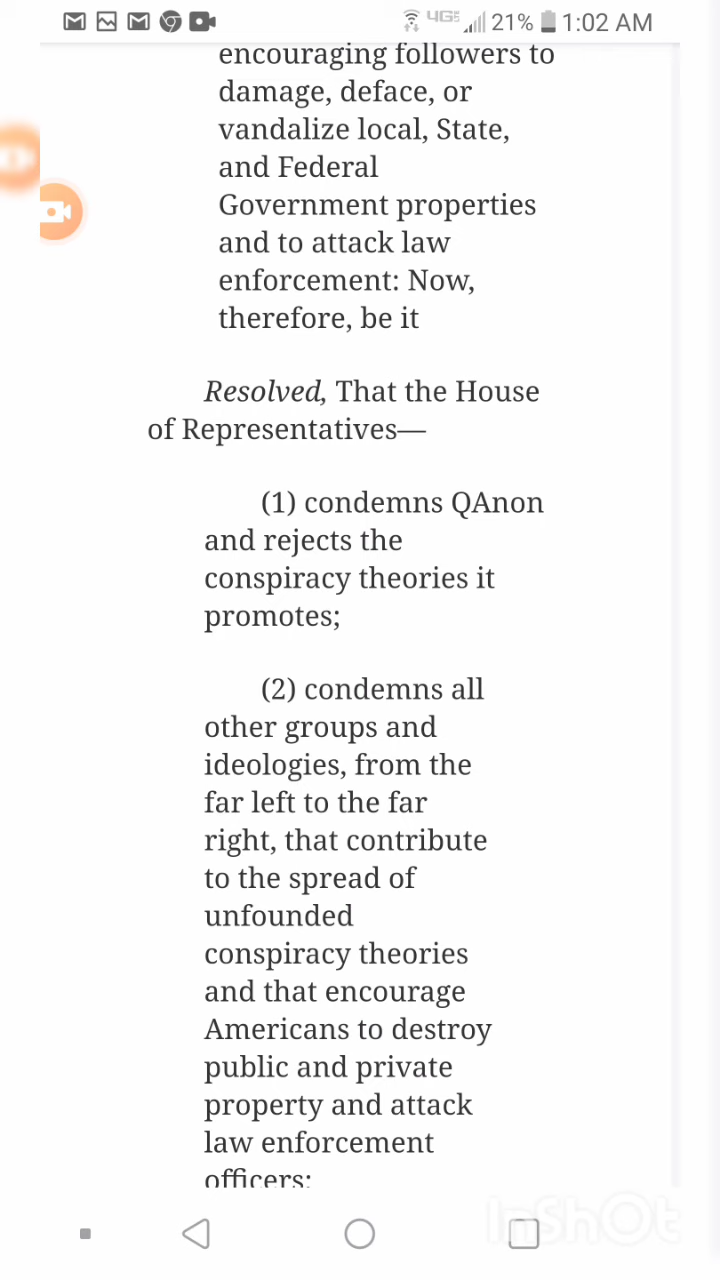 4GE 21% 1:02 AM
encouraging followers to
damage, deface, or
vandalize local, State,
and Federal
Government properties
and to attack law
enforcement: Now,
therefore, be it
Resolved, That the House
of Representatives—
(1) condemns QAnon
and rejects the
conspiracy theories it
promotes;
(2) condemns all
other groups and
ideologies, from the
far left to the far
right, that contribute
to the spread of
unfounded
conspiracy theories
and that encourage
Americans to destroy
public and private
property and attack
law enforcement
officers;
InShOt